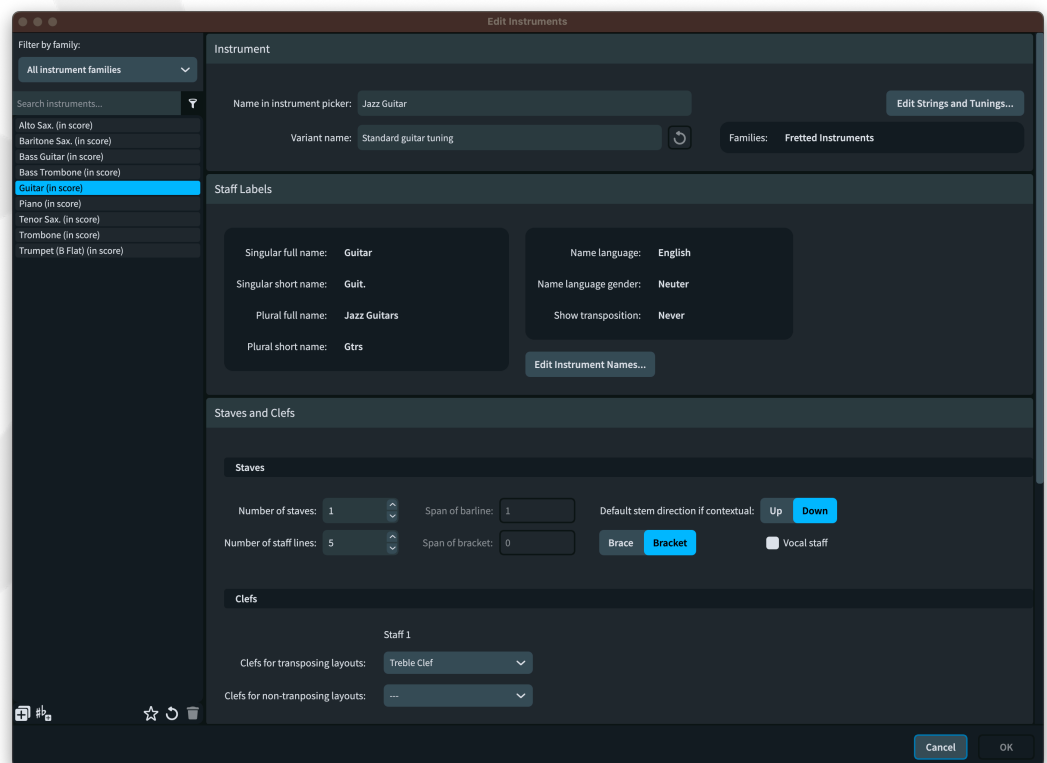 Edit Instruments
Filter by family:
All instrument families
Search instruments...
Alto Sax. (in score)
Baritone Sax. (in score)
Bass Guitar (in score)
Bass Trombone (in score)
Guitar (in score)
Piano (in score)
Tenor Sax. (in score)
Trombone (in score)
Trumpet (B Flat) (in score)
Instrument
Name in instrument picker: Jazz Guitar
Edit Strings and Tunings...
Variant name: Standard guitar tuning
Families: Fretted Instruments
Staff Labels
Singular full name: Guitar
Singular short name: Guit.
Plural full name: Jazz Guitars
Plural short name: Gtrs
Name language: English
Name language gender: Neuter
Show transposition: Never
Edit Instrument Names...
Staves and Clefs
Staves
Number of staves: 1 Span of barline: 1 Default stem direction if contextual: Up Down
Number of staff lines: 5 Span of bracket: 0 Brace Bracket Vocal staff
Clefs
Staff 1
Clefs for transposing layouts: Treble Clef
Clefs for non-tranposing layouts: ---
Cancel OK